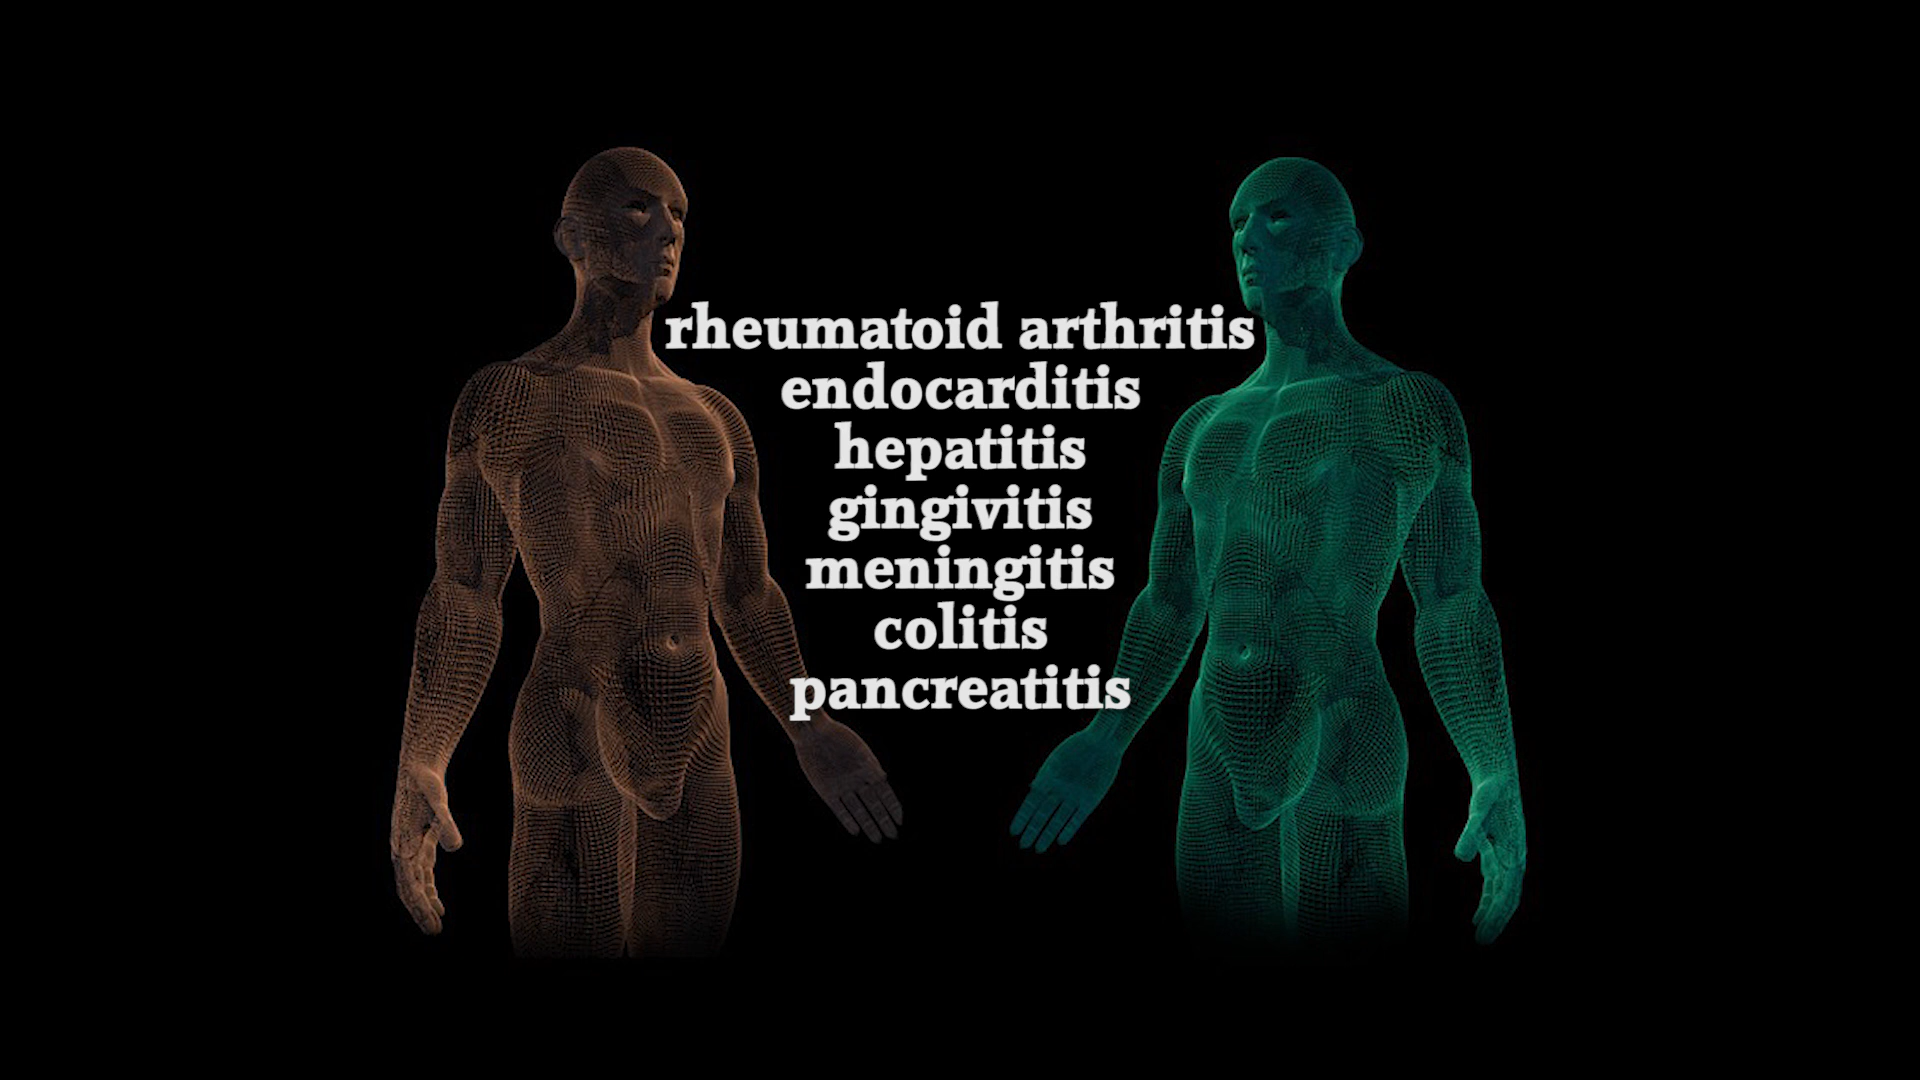 rheumatoid arthritis
endocarditis
hepatitis
gingivitis
meningitis
colitis
pancreatitis